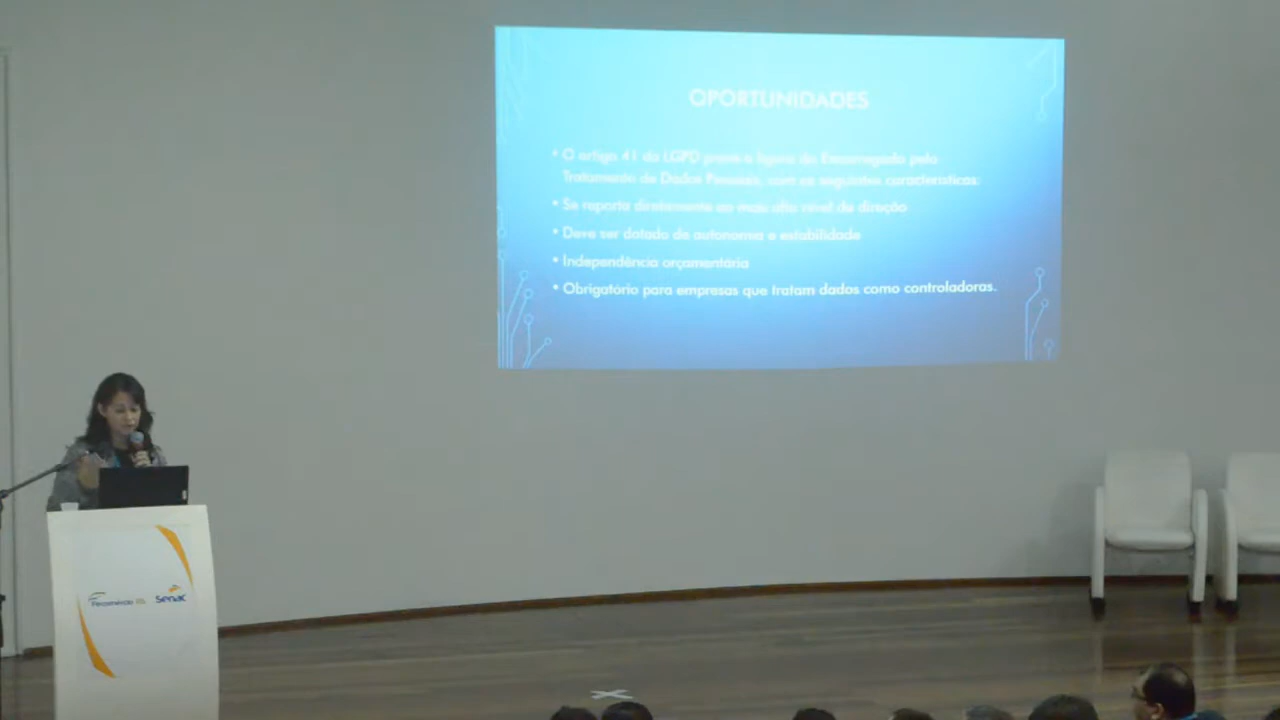 OPORTUNIDADES
• O artigo 41 da LGPD prevê a figura do Encarregado pelo
Tratamento de Dados Pessoais, com as seguintes características:
• Se reporta diretamente ao mais alto nível de direção
• Deve ser dotado de autonomia e estabilidade
• Independência orçamentária
• Obrigatório para empresas que tratam dados como controladoras.
Fecomércio
Senac